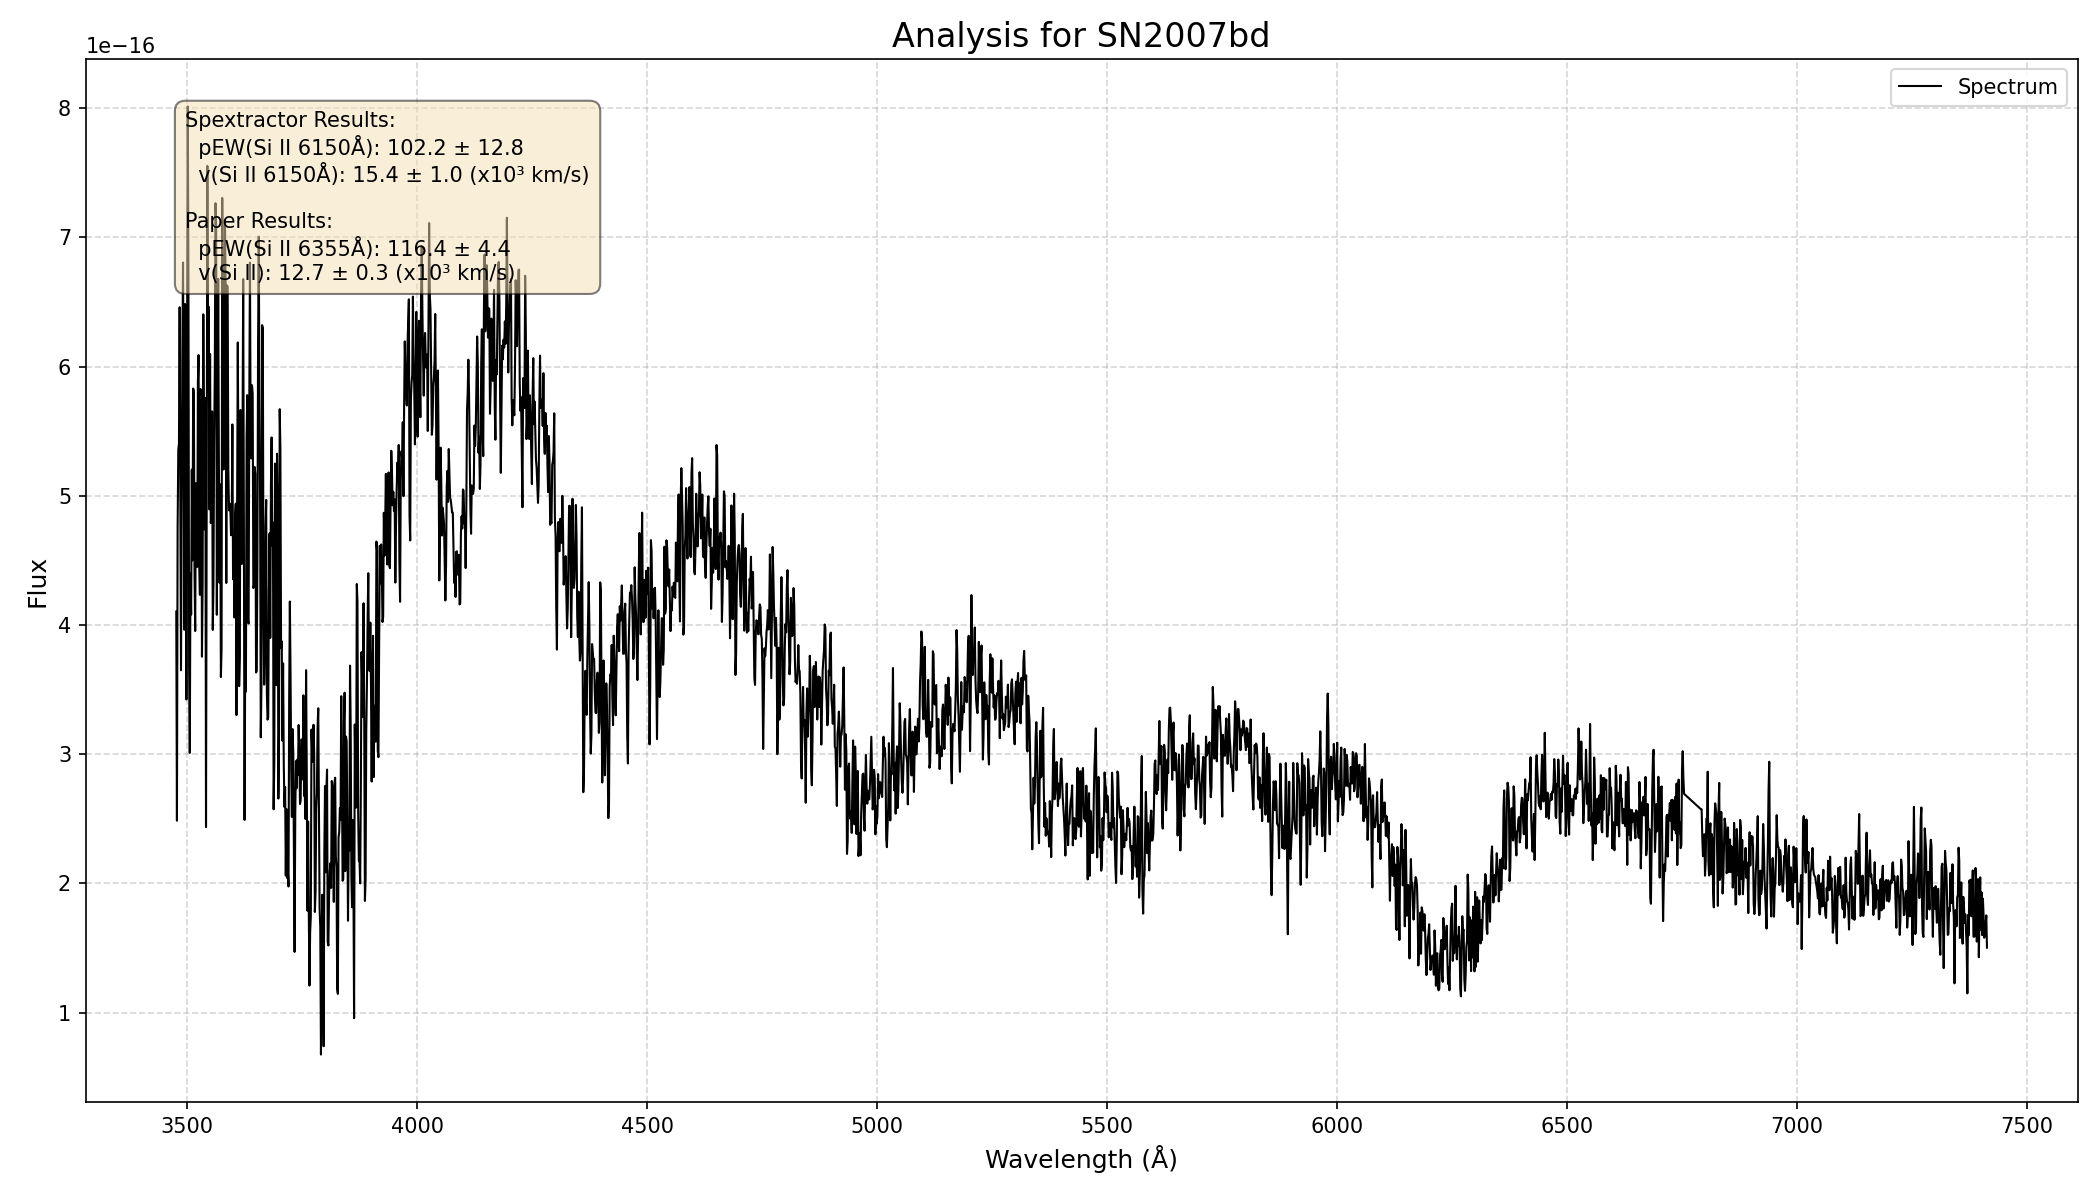 Analysis for SN2007bd
1e−16
Spectrum
Spextractor Results:
pEW(Si II 6150Å): 102.2 ± 12.8
v(Si II 6150Å): 15.4 ± 1.0 (x10³ km/s)
Paper Results:
pEW(Si II 6355Å): 116.4 ± 4.4
v(Si II): 12.7 ± 0.3 (x10³ km/s)
8
7
6
5
4
3
2
1
Flux
3500 4000 4500 5000 5500 6000 6500 7000 7500
Wavelength (Å)